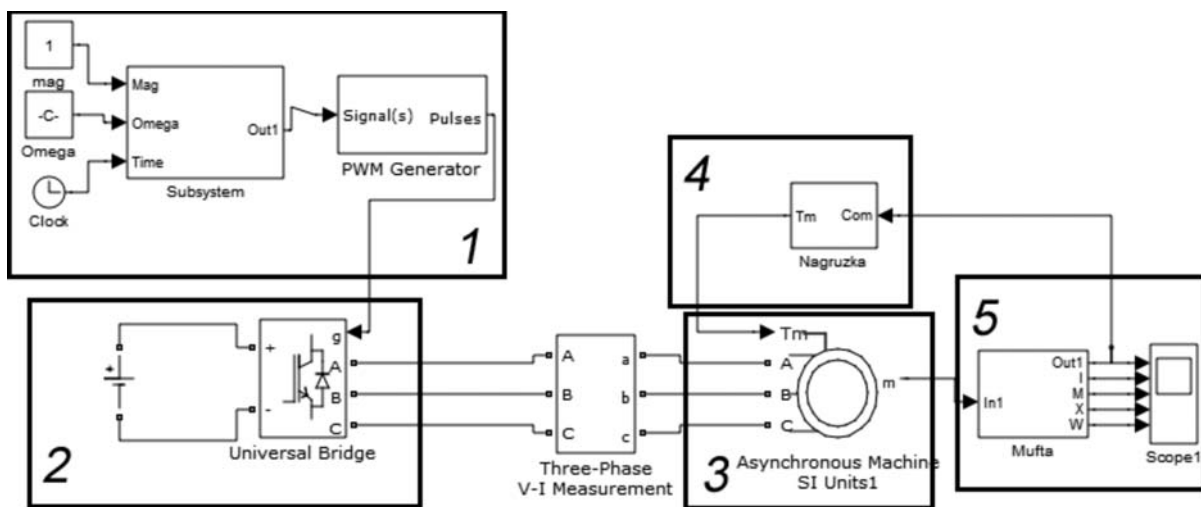 1
mag
-C-
Omega
Clock
Mag
Omega
Time
Out1
Subsystem
Signal(s) Pulses
PWM Generator
1
+
+
-
g
A
B
C
Universal Bridge
2
A
B
C
a
b
c
Three-Phase
V-I Measurement
4
Tm Com
Nagruzka
Tm
A
B
C
m
3
Asynchronous Machine
SI Units1
5
In1
Out1
I
M
X
W
Mufta
Scope1